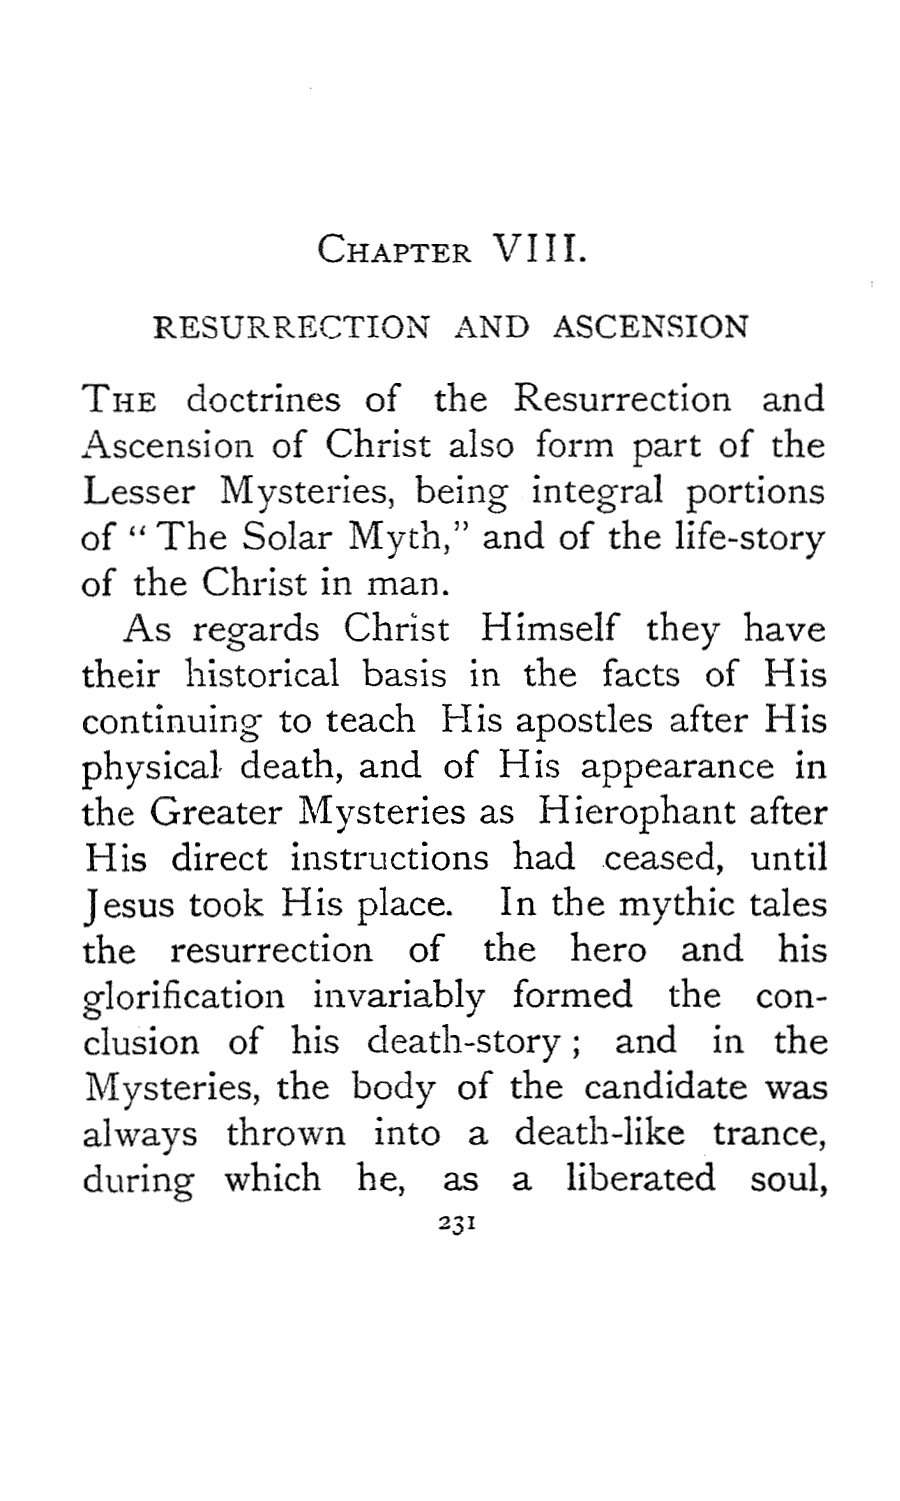 CHAPTER VIII.
RESURRECTION AND ASCENSION
THE doctrines of the Resurrection and
Ascension of Christ also form part of the
Lesser Mysteries, being integral portions
of “ The Solar Myth,” and of the life-story
of the Christ in man.
As regards Christ Himself they have
their historical basis in the facts of His
continuing to teach His apostles after His
physical death, and of His appearance in
the Greater Mysteries as Hierophant after
His direct instructions had ceased, until
Jesus took His place. In the mythic tales
the resurrection of the hero and his
glorification invariably formed the con-
clusion of his death-story ; and in the
Mysteries, the body of the candidate was
always thrown into a death-like trance,
during which he, as a liberated soul,
231